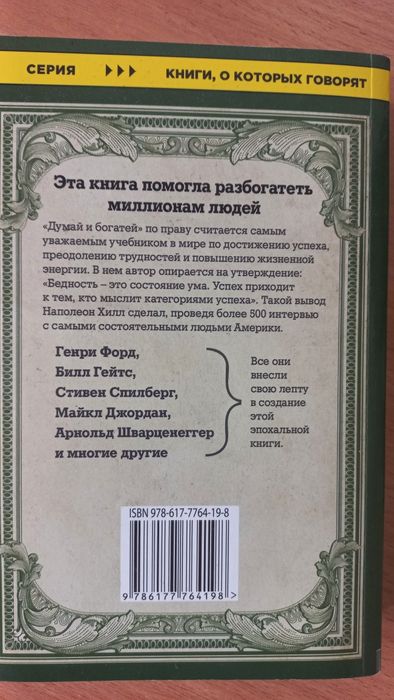 СЕРИЯ ▸▸▸ КНИГИ, О КОТОРЫХ ГОВОРЯТ
Эта книга помогла разбогатеть
миллионам людей
«Думай и богатей» по праву считается самым
уважаемым учебником в мире по достижению успеха,
преодолению трудностей и повышению жизненной
энергии. В нем автор опирается на утверждение:
«Бедность – это состояние ума. Успех приходит
к тем, кто мыслит категориями успеха». Такой вывод
Наполеон Хилл сделал, проведя более 500 интервью
с самыми состоятельными людьми Америки.
Генри Форд,
Билл Гейтс,
Стивен Спилберг,
Майкл Джордан,
Арнольд Шварценеггер
и многие другие
Все они
внесли
свою лепту
в создание
этой
эпохальной
книги.
ISBN 978-617-7764-19-8
9 786177 764198 >